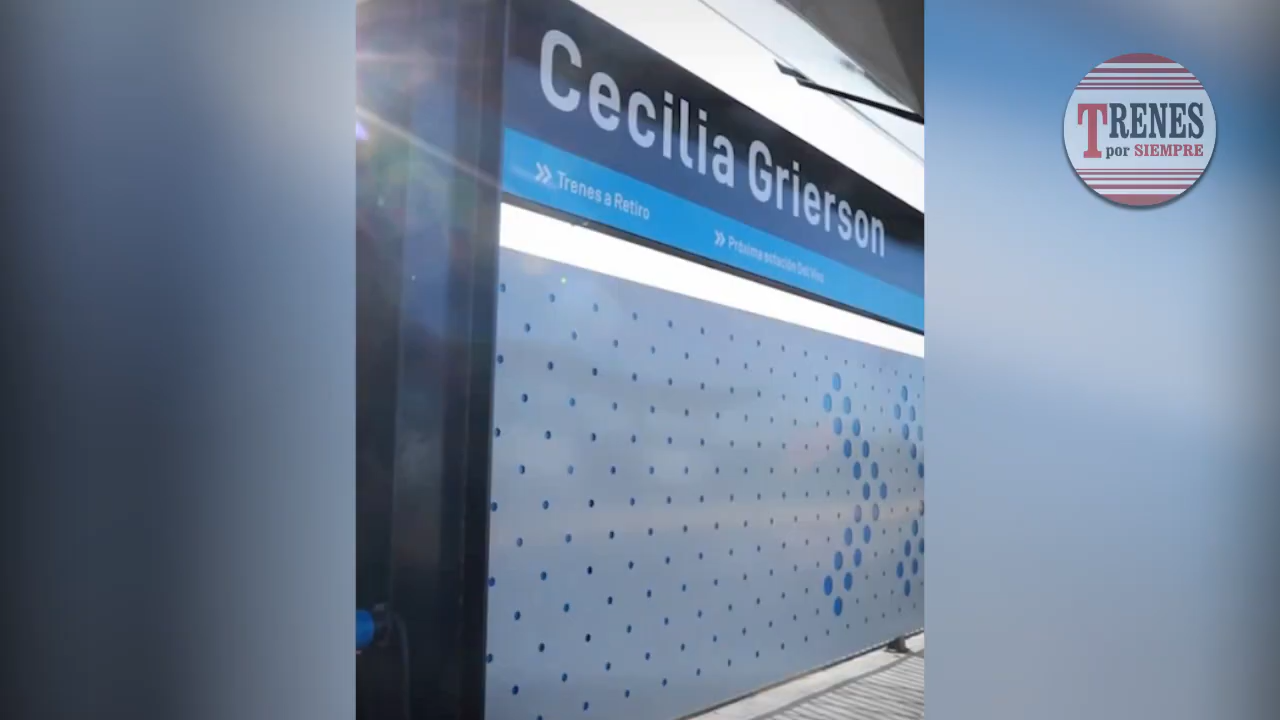 Cecilia Grierson
» Trenes a Retiro
» Próxima estación Del Viso
TRENES
por SIEMPRE